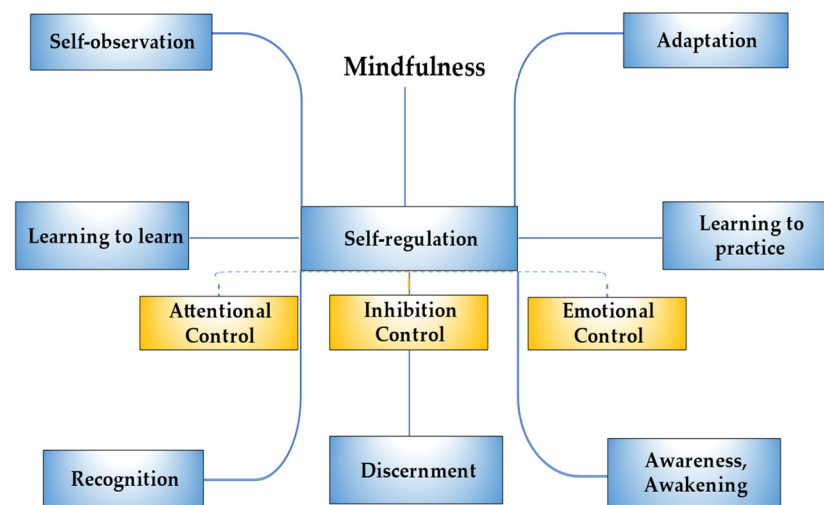 Self-observation
Mindfulness
Adaptation
Learning to learn
Self-regulation
Learning to
practice
Attentional
Control
Inhibition
Control
Emotional
Control
Recognition
Discernment
Awareness,
Awakening